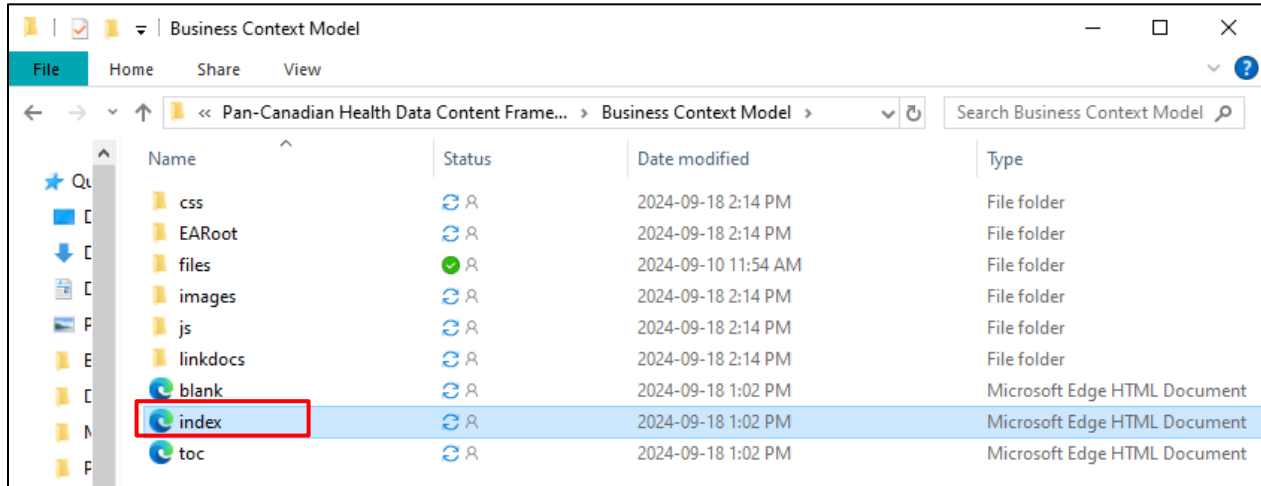 Business Context Model
File Home Share View
« Pan-Canadian Health Data Content Frame... › Business Context Model › Search Business Context Model
Name Status Date modified Type
Qu
css 2024-09-18 2:14 PM File folder
D
EARoot 2024-09-18 2:14 PM File folder
D
files 2024-09-10 11:54 AM File folder
D
images 2024-09-18 2:14 PM File folder
P
js 2024-09-18 2:14 PM File folder
E
linkdocs 2024-09-18 2:14 PM File folder
D
blank 2024-09-18 1:02 PM Microsoft Edge HTML Document
index 2024-09-18 1:02 PM Microsoft Edge HTML Document
toc 2024-09-18 1:02 PM Microsoft Edge HTML Document
P